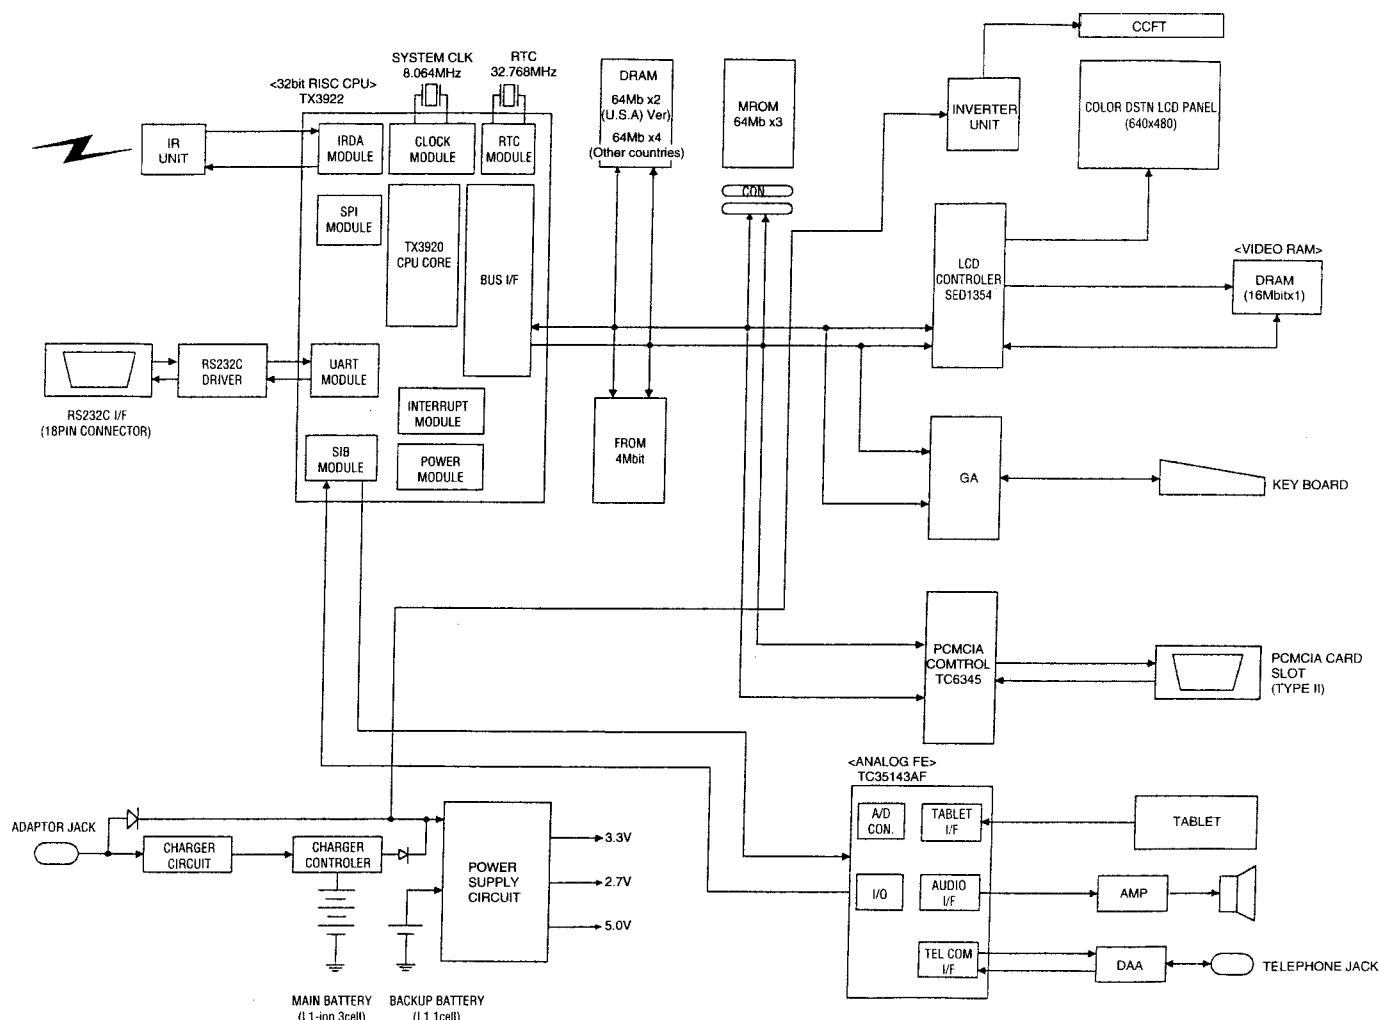 CCFT
SYSTEM CLK
8.064MHz
RTC
32.768MHz
<32bit RISC CPU>
TX3922
IR
UNIT
IRDA
MODULE
CLOCK
MODULE
RTC
MODULE
DRAM
64Mb x2
(U.S.A) Ver)
64Mb x4
(Other countries)
MROM
64Mb x3
CON.
INVERTER
UNIT
COLOR DSTN LCD PANEL
(640x480)
SPI
MODULE
TX3920
CPU CORE
BUS I/F
LCD
CONTROLER
SED1354
<VIDEO RAM>
DRAM
(16Mbitx1)
RS232C
DRIVER
UART
MODULE
RS232C I/F
(18PIN CONNECTOR)
INTERRUPT
MODULE
SIB
MODULE
POWER
MODULE
FROM
4Mbit
GA
KEY BOARD
PCMCIA
COMTROL
TC6345
PCMCIA CARD
SLOT
(TYPE II)
<ANALOG FE>
TC35143AF
A/D
CON.
TABLET
I/F
TABLET
I/O
AUDIO
I/F
AMP
TEL COM
I/F
DAA
TELEPHONE JACK
ADAPTOR JACK
CHARGER
CIRCUIT
CHARGER
CONTROLER
POWER
SUPPLY
CIRCUIT
3.3V
2.7V
5.0V
MAIN BATTERY
(L1-ion 3cell)
BACKUP BATTERY
(L1 1cell)